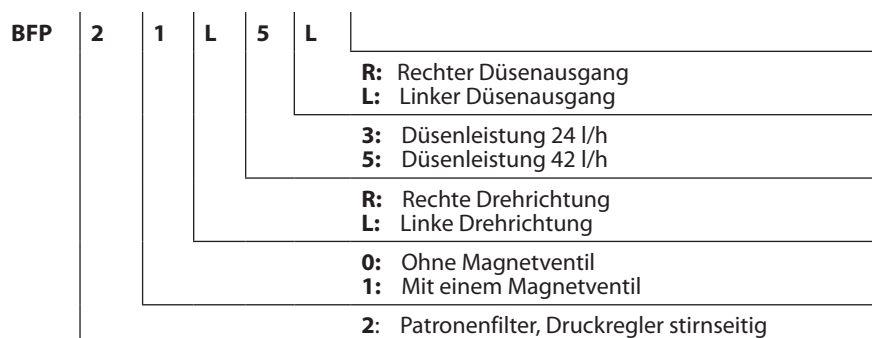 BFP 2 1 L 5 L
R: Rechter Düsenausgang
L: Linker Düsenausgang
3: Düsenleistung 24 l/h
5: Düsenleistung 42 l/h
R: Rechte Drehrichtung
L: Linke Drehrichtung
0: Ohne Magnetventil
1: Mit einem Magnetventil
2: Patronenfilter, Druckregler stirnseitig